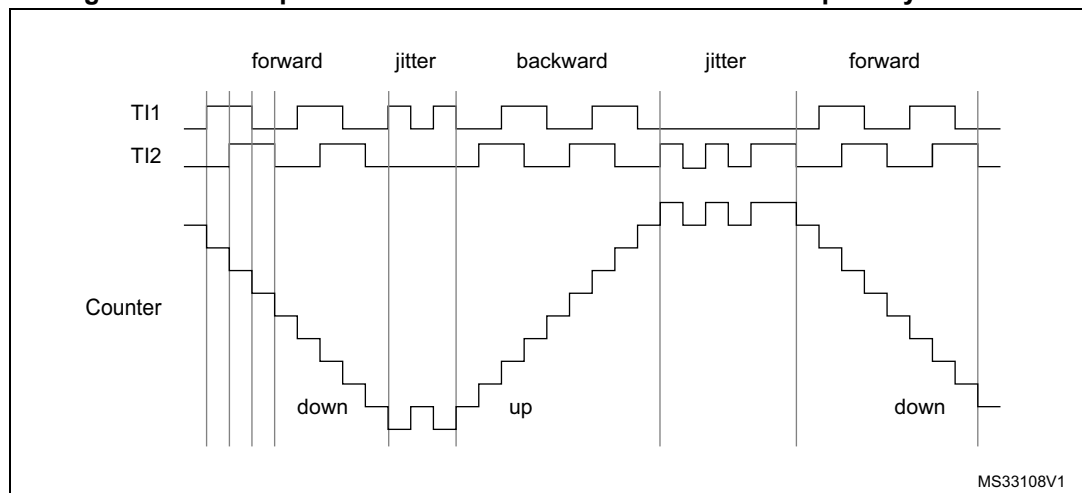 forward jitter backward jitter forward
TI1
TI2
Counter
down up down
MS33108V1